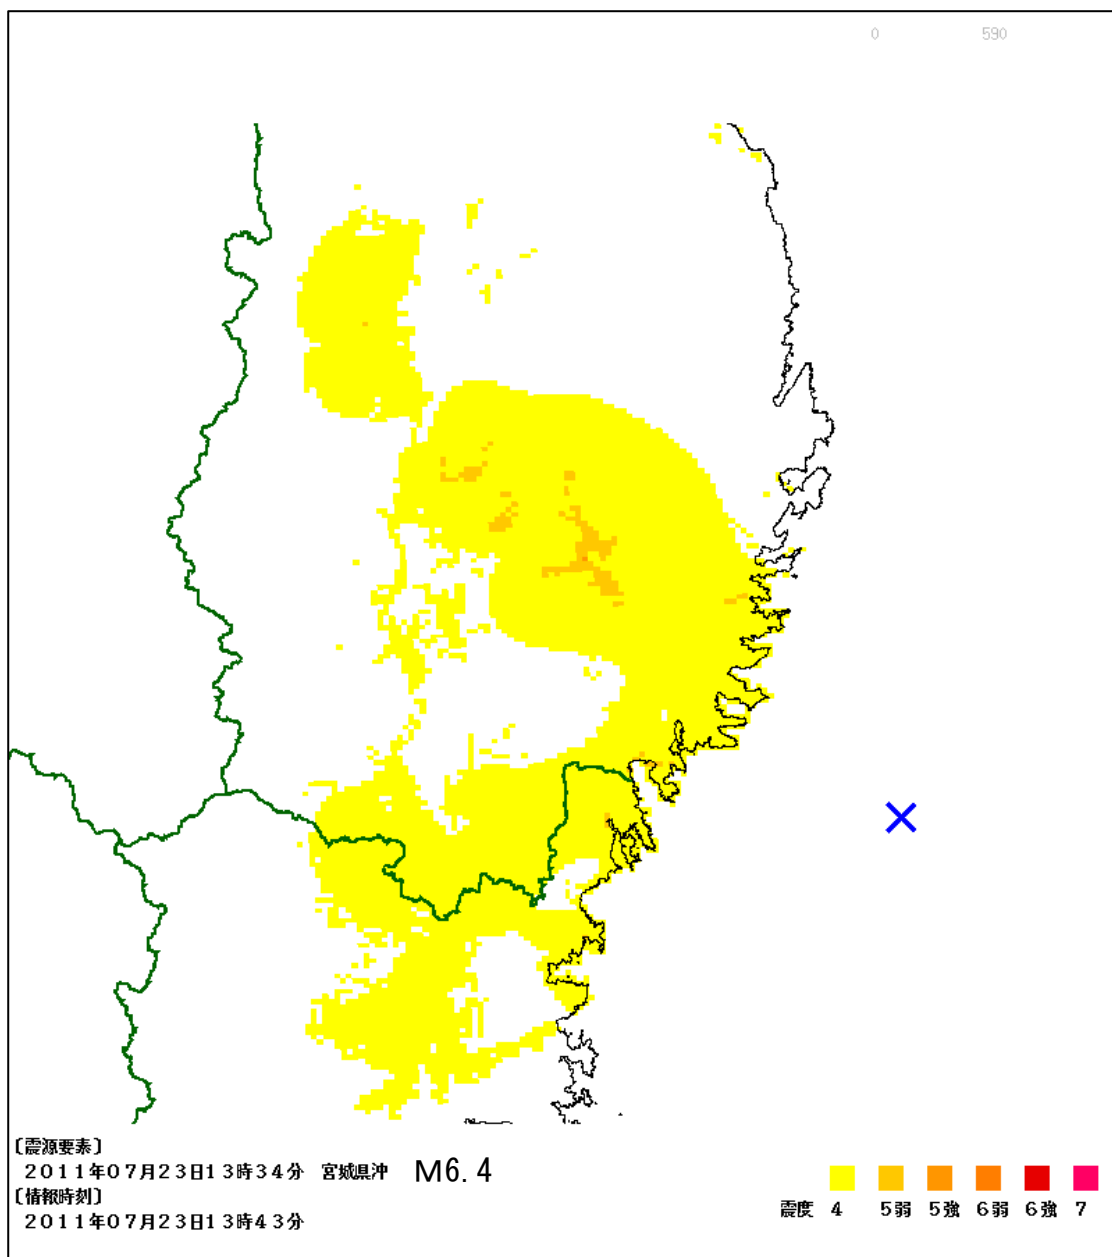 0 590
〔震源要素〕
2011年07月23日13時34分 宮城県沖 M6.4
〔情報時刻〕
2011年07月23日13時43分
震度 4 5弱 5強 6弱 6強 7